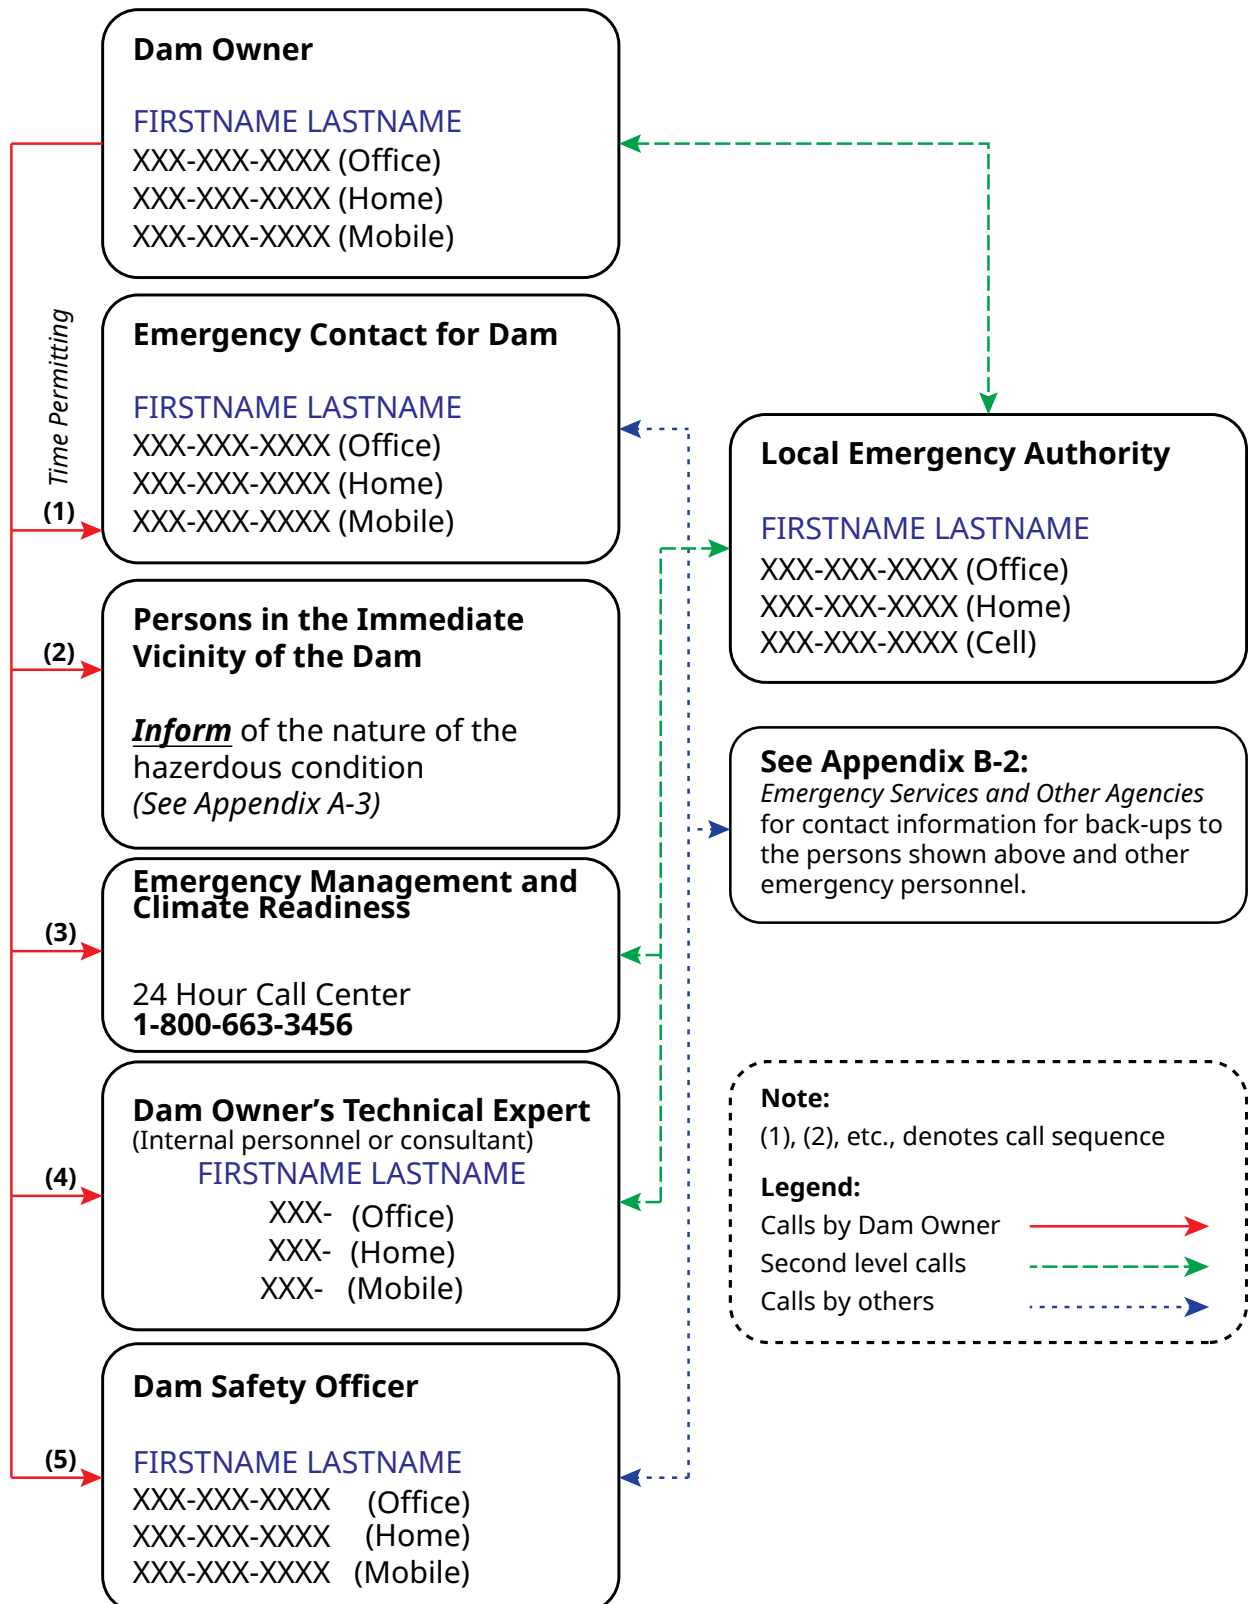 Dam Owner
FIRSTNAME LASTNAME
XXX-XXX-XXXX (Office)
XXX-XXX-XXXX (Home)
XXX-XXX-XXXX (Mobile)
Time Permitting
Emergency Contact for Dam
FIRSTNAME LASTNAME
XXX-XXX-XXXX (Office)
XXX-XXX-XXXX (Home)
XXX-XXX-XXXX (Mobile)
(1)
Local Emergency Authority
FIRSTNAME LASTNAME
XXX-XXX-XXXX (Office)
XXX-XXX-XXXX (Home)
XXX-XXX-XXXX (Cell)
(2)
Persons in the Immediate
Vicinity of the Dam
Inform of the nature of the
hazerdous condition
(See Appendix A-3)
See Appendix B-2:
Emergency Services and Other Agencies
for contact information for back-ups to
the persons shown above and other
emergency personnel.
(3)
Emergency Management and
Climate Readiness
24 Hour Call Center
1-800-663-3456
(4)
Dam Owner’s Technical Expert
(Internal personnel or consultant)
FIRSTNAME LASTNAME
XXX- (Office)
XXX- (Home)
XXX- (Mobile)
Note:
(1), (2), etc., denotes call sequence
Legend:
Calls by Dam Owner
Second level calls
Calls by others
(5)
Dam Safety Officer
FIRSTNAME LASTNAME
XXX-XXX-XXXX (Office)
XXX-XXX-XXXX (Home)
XXX-XXX-XXXX (Mobile)